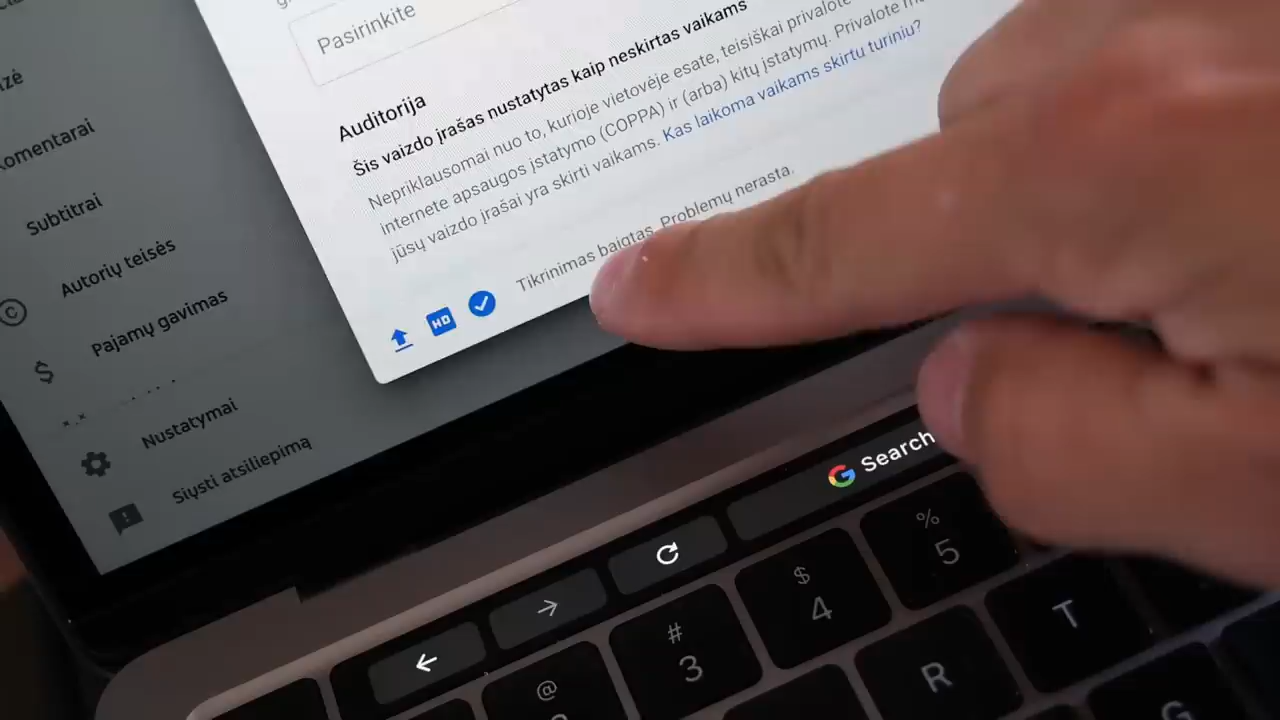 Pasirinkite
Auditorija
Šis vaizdo įrašas nustatytas kaip neskirtas vaikams
Nepriklausomai nuo to, kurioje vietovėje esate, teisiškai privalote
internete apsaugos įstatymo (COPPA) ir (arba) kitų įstatymų. Privalote
jūsų vaizdo įrašai yra skirti vaikams. Kas laikoma vaikams skirtu turiniu?
Tikrinimas baigtas. Problemų nerasta.
HD
Komentarai
Subtitrai
Autorių teisės
Pajamų gavimas
Nustatymai
Siųsti atsiliepimą
G Search
%
5
$
4
#
3
@
T
R
G